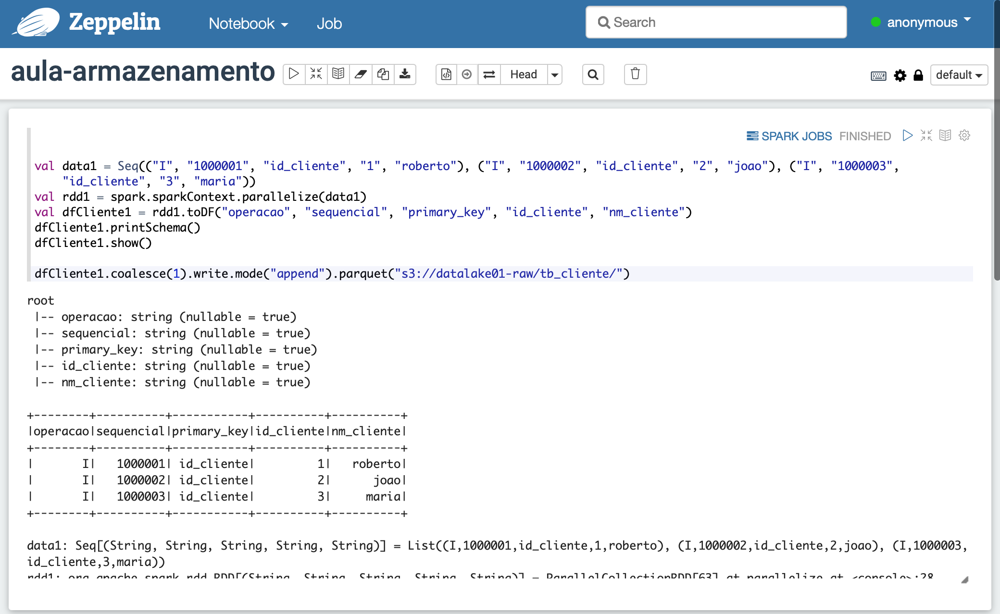 Zeppelin Notebook Job Search anonymous
aula-armazenamento Head default
SPARK JOBS FINISHED
val data1 = Seq(("I", "1000001", "id_cliente", "1", "roberto"), ("I", "1000002", "id_cliente", "2", "joao"), ("I", "1000003",
"id_cliente", "3", "maria"))
val rdd1 = spark.sparkContext.parallelize(data1)
val dfCliente1 = rdd1.toDF("operacao", "sequencial", "primary_key", "id_cliente", "nm_cliente")
dfCliente1.printSchema()
dfCliente1.show()
dfCliente1.coalesce(1).write.mode("append").parquet("s3://datalake01-raw/tb_cliente/")
root
 |-- operacao: string (nullable = true)
 |-- sequencial: string (nullable = true)
 |-- primary_key: string (nullable = true)
 |-- id_cliente: string (nullable = true)
 |-- nm_cliente: string (nullable = true)
+--------+----------+-----------+----------+----------+
|operacao|sequencial|primary_key|id_cliente|nm_cliente|
+--------+----------+-----------+----------+----------+
|       I|   1000001| id_cliente|         1|   roberto|
|       I|   1000002| id_cliente|         2|      joao|
|       I|   1000003| id_cliente|         3|     maria|
+--------+----------+-----------+----------+----------+
data1: Seq[(String, String, String, String, String)] = List((I,1000001,id_cliente,1,roberto), (I,1000002,id_cliente,2,joao), (I,1000003,
id_cliente,3,maria))
rdd1: org.apache.spark.rdd.RDD[(String, String, String, String, String)] = ParallelCollectionRDD[63] at parallelize at <console>:28